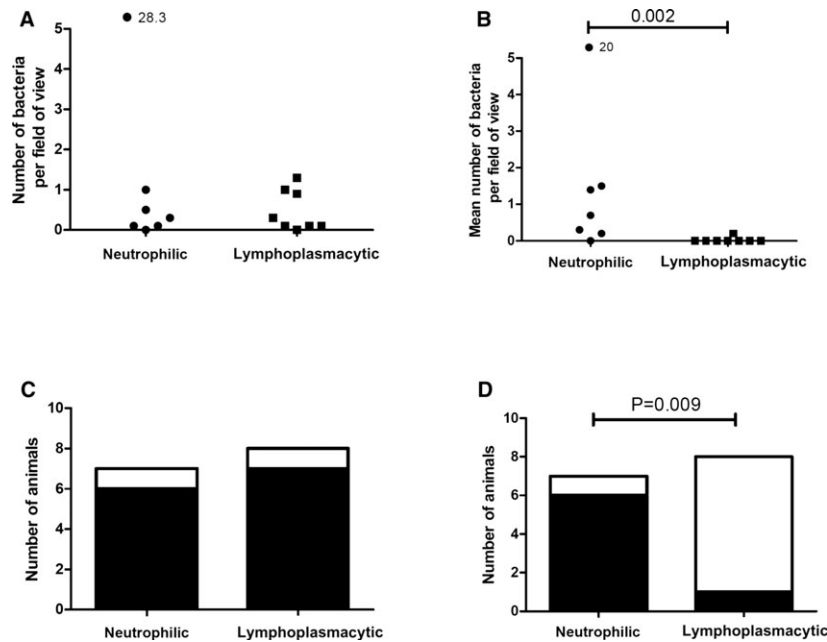 A
28.3
5
4
3
2
1
0
Number of bacteria
per field of view
Neutrophilic
Lymphoplasmacytic
B
0.002
20
5
4
3
2
1
0
Mean number of bacteria
per field of view
Neutrophilic
Lymphoplasmacytic
C
10
8
6
4
2
0
Number of animals
Neutrophilic
Lymphoplasmacytic
D
P=0.009
10
8
6
4
2
0
Number of animals
Neutrophilic
Lymphoplasmacytic